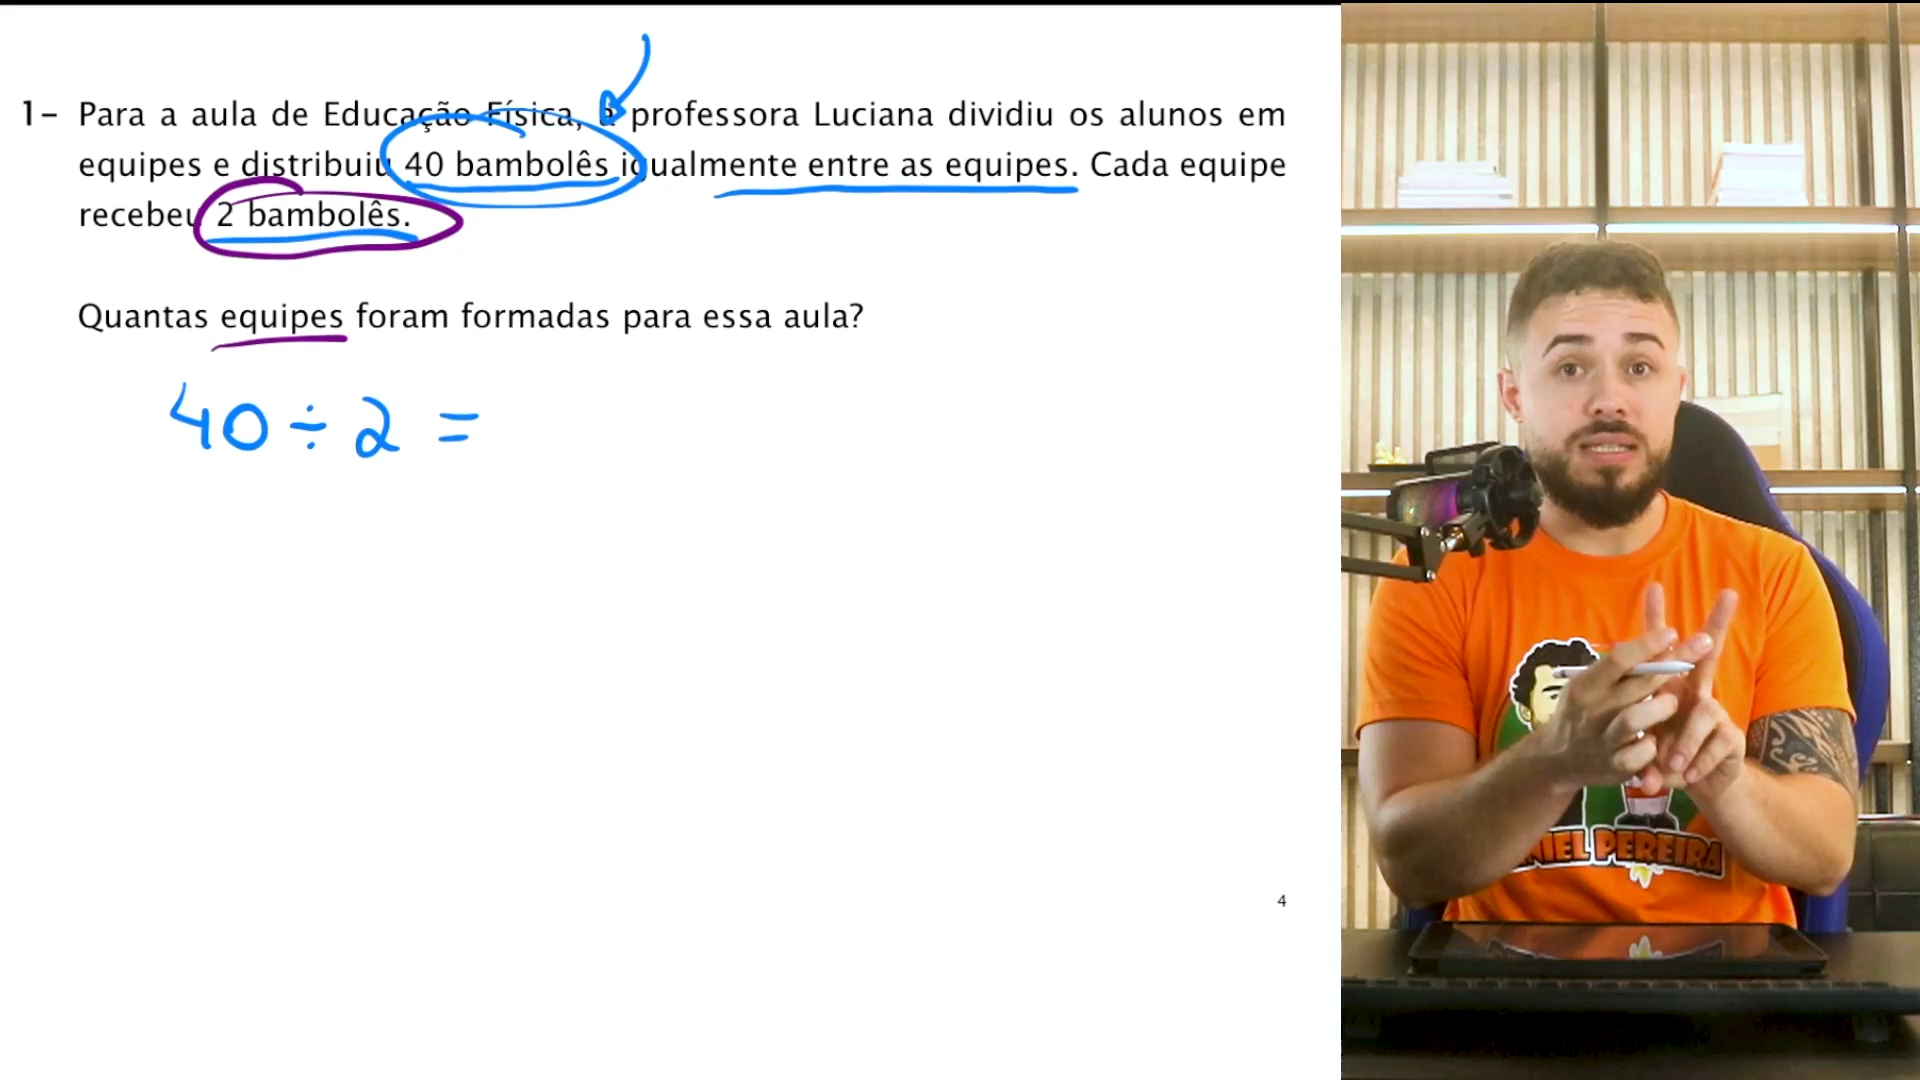 1- Para a aula de Educação Física, a professora Luciana dividiu os alunos em
equipes e distribuiu 40 bambolês igualmente entre as equipes. Cada equipe
recebeu 2 bambolês.
Quantas equipes foram formadas para essa aula?
40 ÷ 2 =
4
NIEL PEREIRA